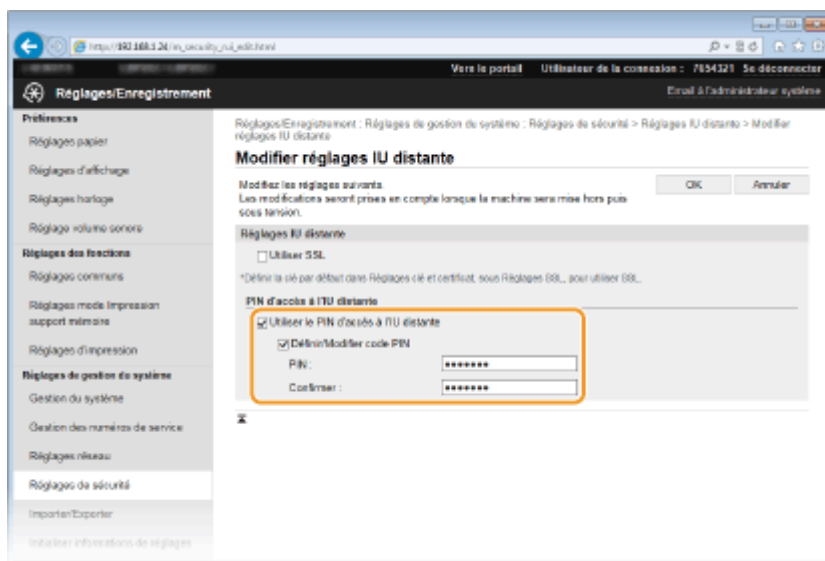 http://192.168.1.24/m_security_rui_edit.html
Vers le portail Utilisateur de la connexion : 7654321 Se déconnecter
Réglages/Enregistrement
Email à l'administrateur système
Préférences
Réglages papier
Réglages d'affichage
Réglages horloge
Réglage volume sonore
Réglages des fonctions
Réglages communs
Réglages mode Impression
support mémoire
Réglages d'impression
Réglages de gestion du système
Gestion du système
Gestion des numéros de service
Réglages réseau
Réglages de sécurité
Importer/Exporter
Initialiser informations de réglages
Réglages/Enregistrement : Réglages de gestion du système : Réglages de sécurité > Réglages IU distante > Modifier
réglages IU distante
Modifier réglages IU distante
Modifiez les réglages suivants.
Les modifications seront prises en compte lorsque la machine sera mise hors puis
sous tension.
OK Annuler
Réglages IU distante
Utiliser SSL
*Définir la clé par défaut dans Réglages clé et certificat, sous Réglages SSL, pour utiliser SSL.
PIN d'accès à l'IU distante
Utiliser le PIN d'accès à l'IU distante
Définir/Modifier code PIN
PIN :
Confirmer :